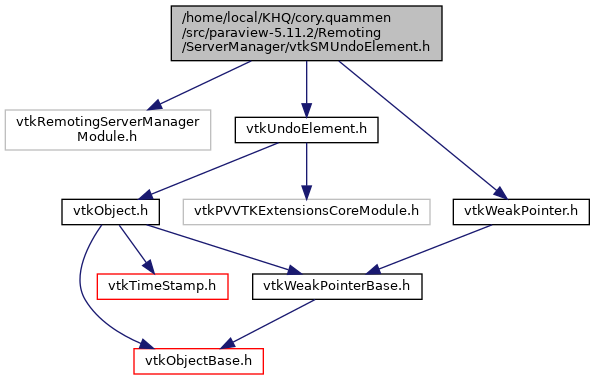 /home/local/KHQ/cory.quammen
/src/paraview-5.11.2/Remoting
/ServerManager/vtkSMUndoElement.h
vtkRemotingServerManager
Module.h
vtkUndoElement.h
vtkObject.h
vtkPVVTKExtensionsCoreModule.h
vtkWeakPointer.h
vtkTimeStamp.h
vtkWeakPointerBase.h
vtkObjectBase.h